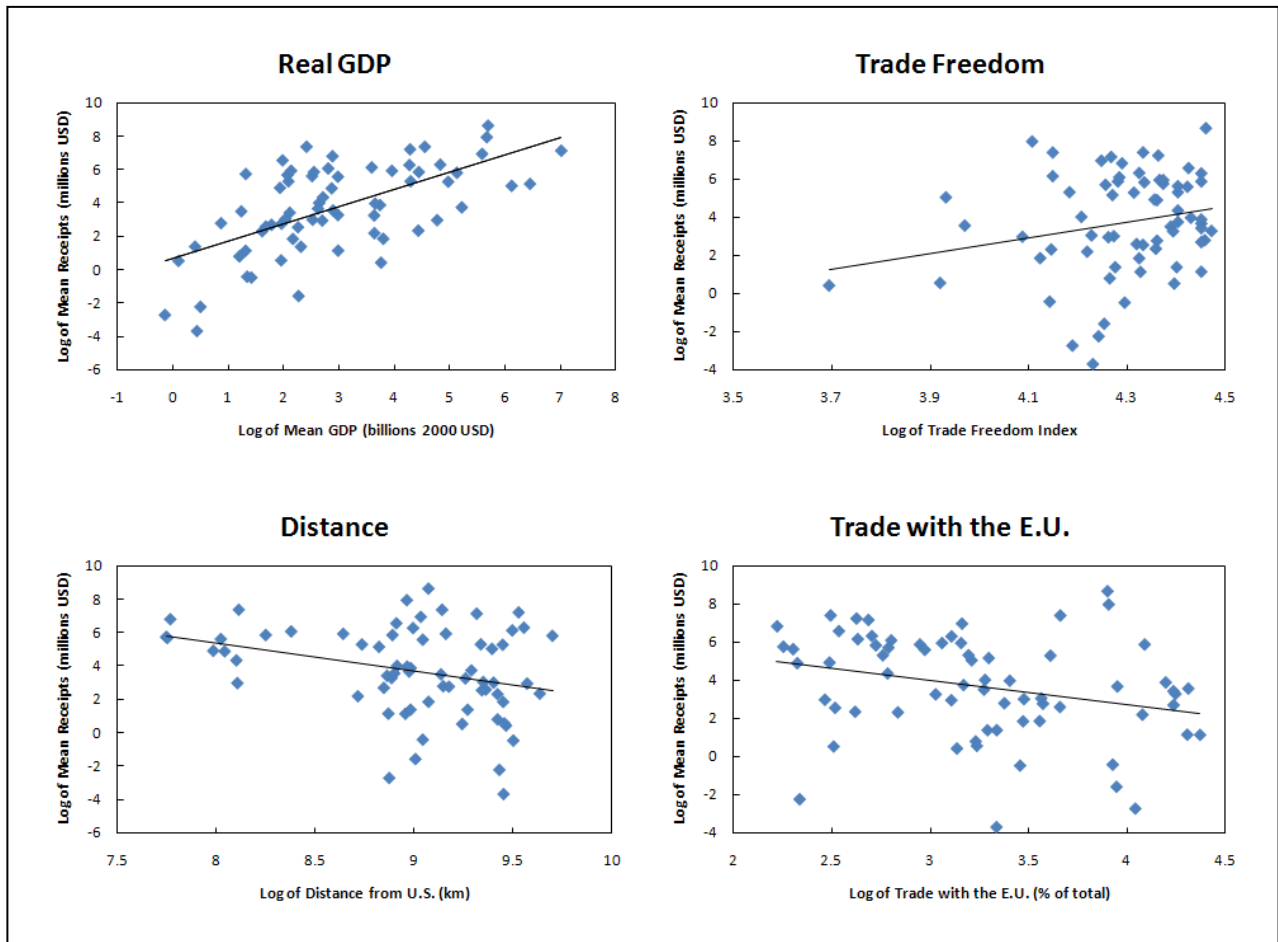 Real GDP
Log of Mean Receipts (millions USD)
10
8
6
4
2
0
-2
-4
-6
-1 0 1 2 3 4 5 6 7 8
Log of Mean GDP (billions 2000 USD)
Trade Freedom
Log of Mean Receipts (millions USD)
10
8
6
4
2
0
-2
-4
3.5 3.7 3.9 4.1 4.3 4.5
Log of Trade Freedom Index
Distance
Log of Mean Receipts (millions USD)
10
8
6
4
2
0
-2
-4
-6
7.5 8 8.5 9 9.5 10
Log of Distance from U.S. (km)
Trade with the E.U.
Log of Mean Receipts (millions USD)
10
8
6
4
2
0
-2
-4
2 2.5 3 3.5 4 4.5
Log of Trade with the E.U. (% of total)